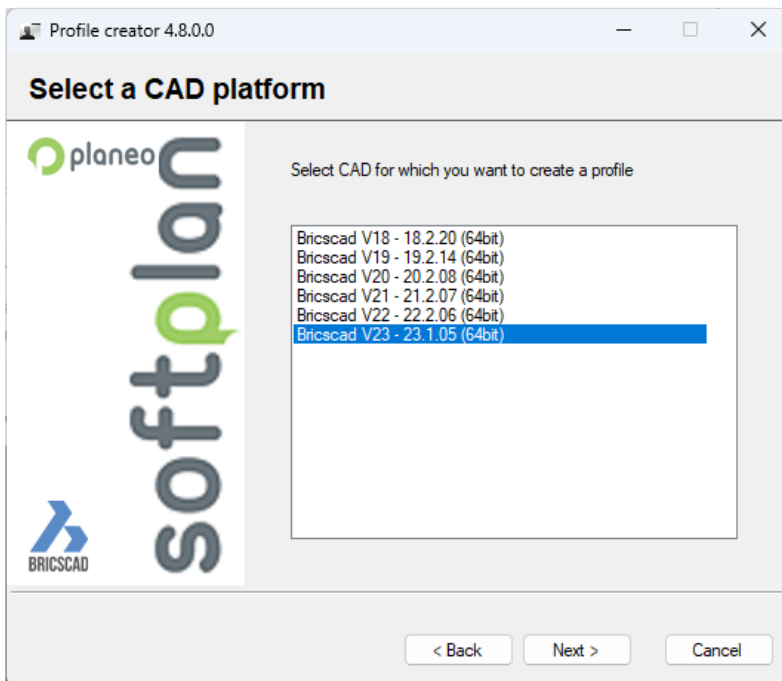 Profile creator 4.8.0.0
Select a CAD platform
planeo
softplan
BRICSCAD
Select CAD for which you want to create a profile
Bricscad V18 - 18.2.20 (64bit)
Bricscad V19 - 19.2.14 (64bit)
Bricscad V20 - 20.2.08 (64bit)
Bricscad V21 - 21.2.07 (64bit)
Bricscad V22 - 22.2.06 (64bit)
Bricscad V23 - 23.1.05 (64bit)
< Back Next > Cancel